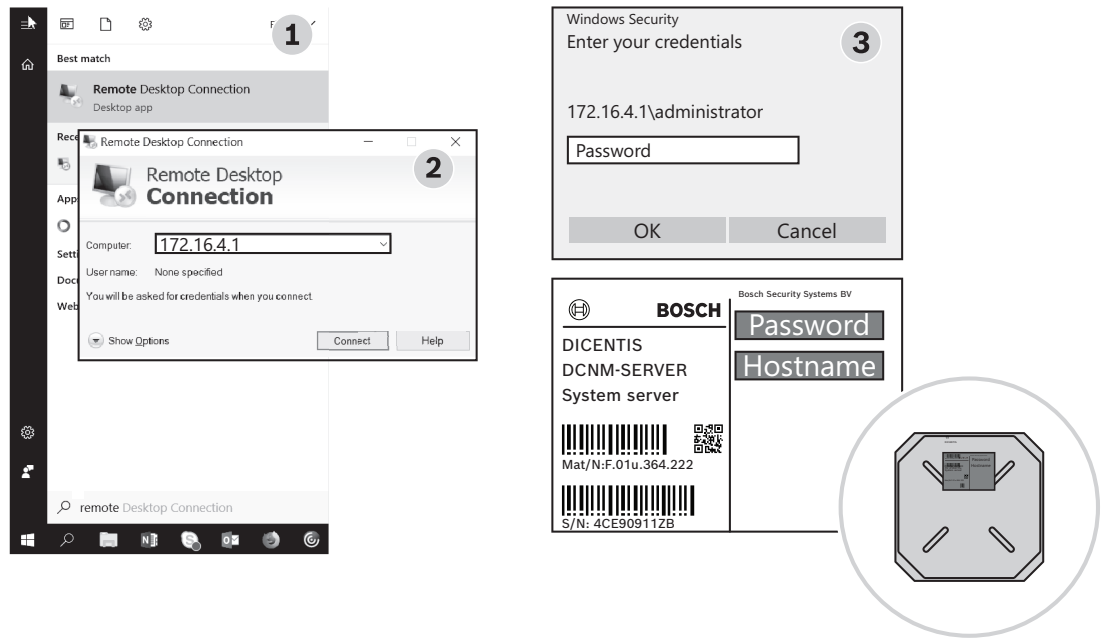 1
Best match
Remote Desktop Connection
Desktop app
Rece
App
Setti
Docu
Web
remote Desktop Connection
Remote Desktop Connection
2
Remote Desktop
Connection
Computer: 172.16.4.1
User name: None specified
You will be asked for credentials when you connect.
Show Options
Connect
Help
Windows Security
Enter your credentials
3
172.16.4.1\administrator
Password
OK
Cancel
BOSCH
DICENTIS
DCNM-SERVER
System server
Mat/N:F.01u.364.222
S/N: 4CE90911ZB
Bosch Security Systems BV
Password
Hostname
Password
Hostname